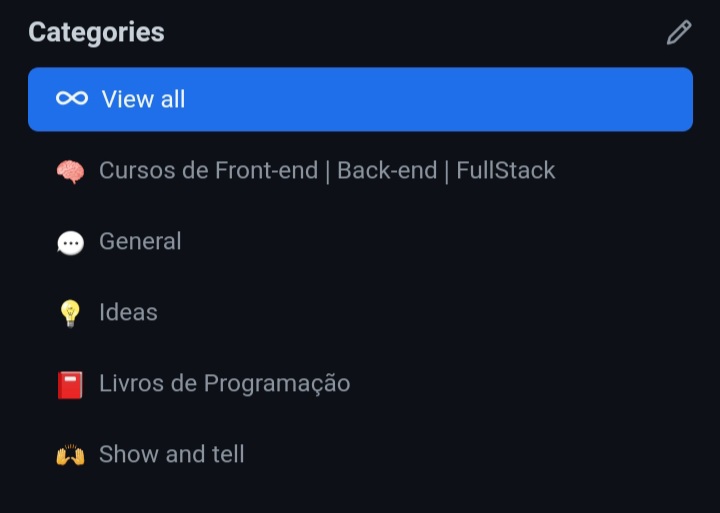 Categories
View all
Cursos de Front-end | Back-end | FullStack
General
Ideas
Livros de Programação
Show and tell